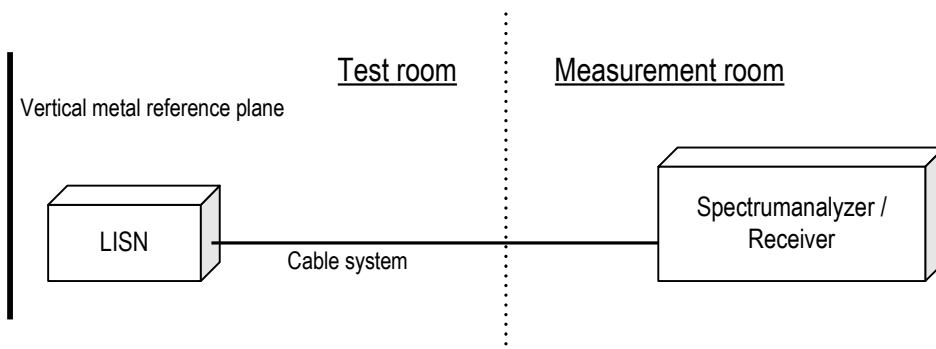 Test room
Measurement room
Vertical metal reference plane
LISN
Cable system
Spectrumanalyzer /
Receiver